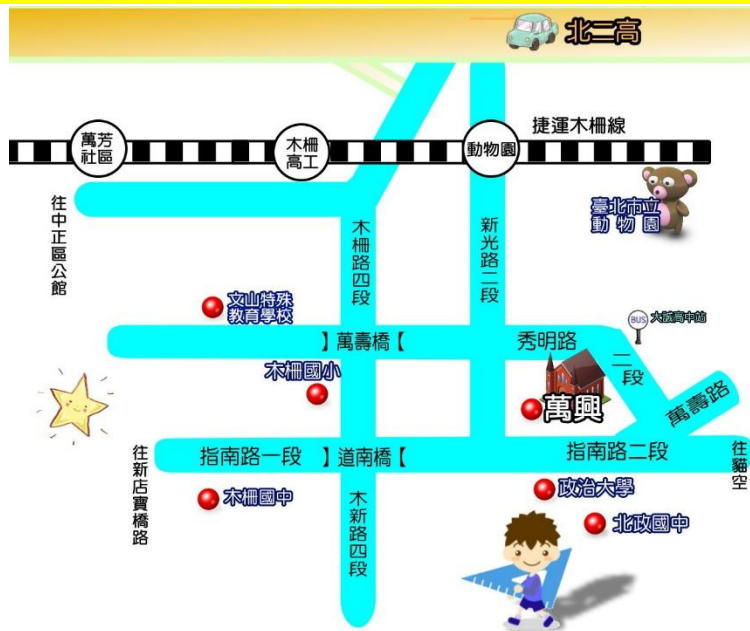 北二高
捷運木柵線
萬芳
社區
木柵
高工
動物園
臺北市立
動物園
往中正區公館
木柵路四段
新光路二段
文山特殊
教育學校
BUS
大誠高中站
】萬壽橋【
秀明路
二段
木柵國小
萬興
萬壽路
往新店寶橋路
指南路一段
】道南橋【
指南路二段
往貓空
木柵國中
木新路四段
政治大學
北政國中